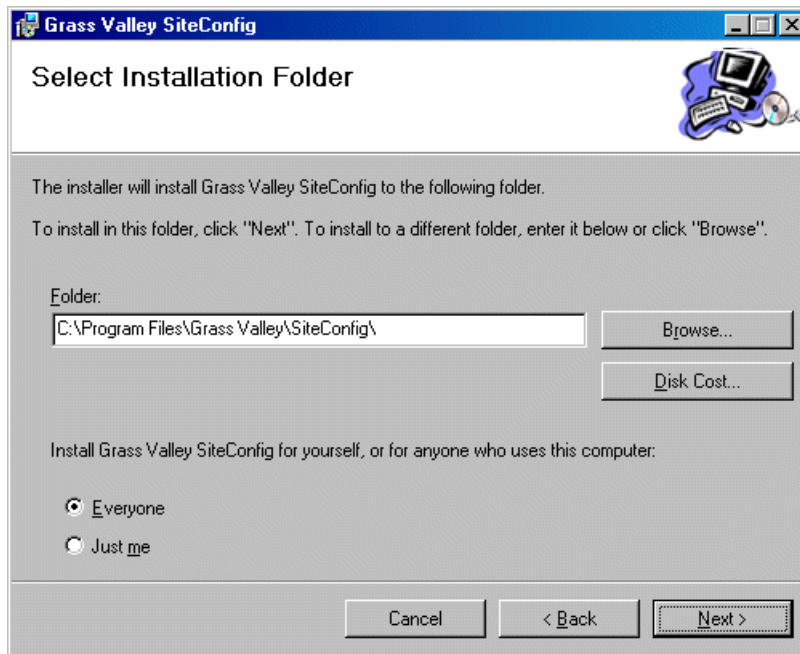 Grass Valley SiteConfig
Select Installation Folder
The installer will install Grass Valley SiteConfig to the following folder.
To install in this folder, click "Next". To install to a different folder, enter it below or click "Browse".
Folder:
C:\Program Files\Grass Valley\SiteConfig\
Browse...
Disk Cost...
Install Grass Valley SiteConfig for yourself, or for anyone who uses this computer:
Everyone
Just me
Cancel
< Back
Next >